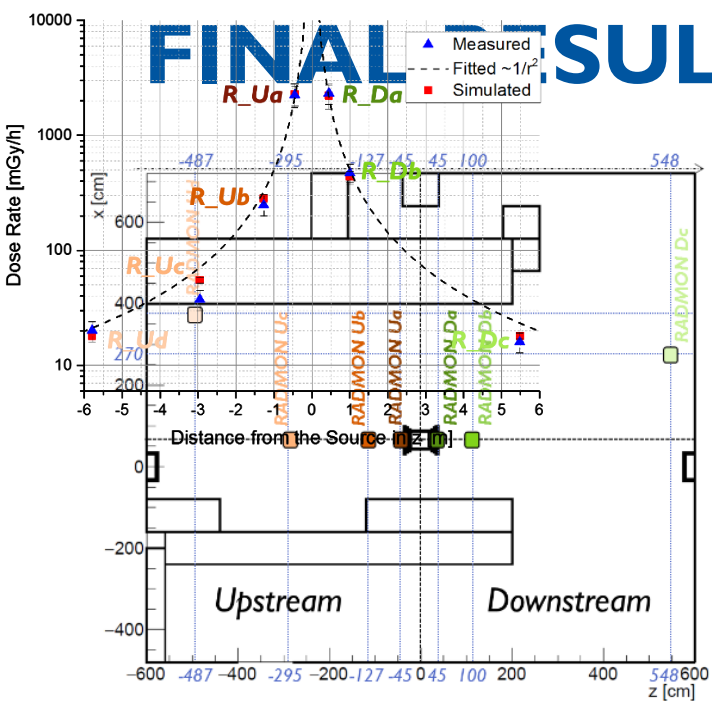 FINAL RESUL
10000
1000
100
10
Dose Rate [mGy/h]
Measured
Fitted ~1/r²
Simulated
R_Ua
R_Da
R_Ub
R_Db
R_Uc
R_Ud
R_Dc
-6 -5 -4 -3 -2 -1 0 1 2 3 4 5 6
Distance from the Source in z [m]
-487 -295 -127 -45 45 100 548
x [cm]
600
400
270
200
0
−200
−400
RADMON Uc
RADMON Ub
RADMON Ua
RADMON Da
RADMON Db
RADMON Dc
Upstream
Downstream
−600 −400 −200 0 200 400 600
-487 -295 -127 -45 45 100 548
z [cm]